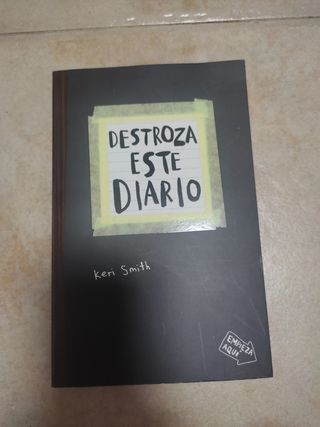 DESTROZA
ESTE
DIARIO
Keri Smith
EMPIEZA
AQUÍ